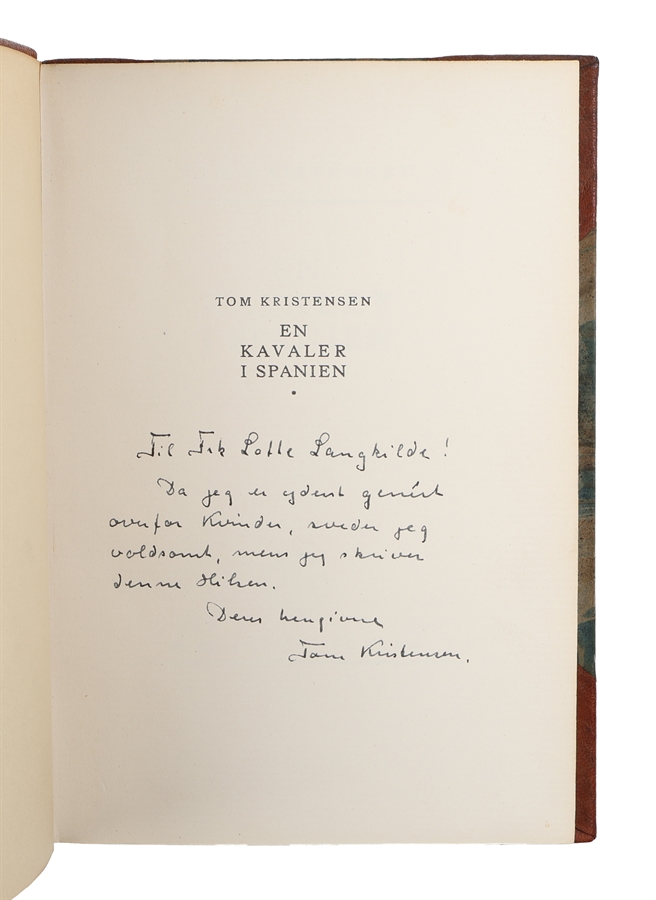 TOM KRISTENSEN
EN
KAVALER
I SPANIEN
Til Frk Lotte Langkilde!
Da jeg er yderst genért
overfor Kvinder, sveder jeg
voldsomt, mens jeg skriver
denne Hilsen.
Deres hengivne
Tom Kristensen.